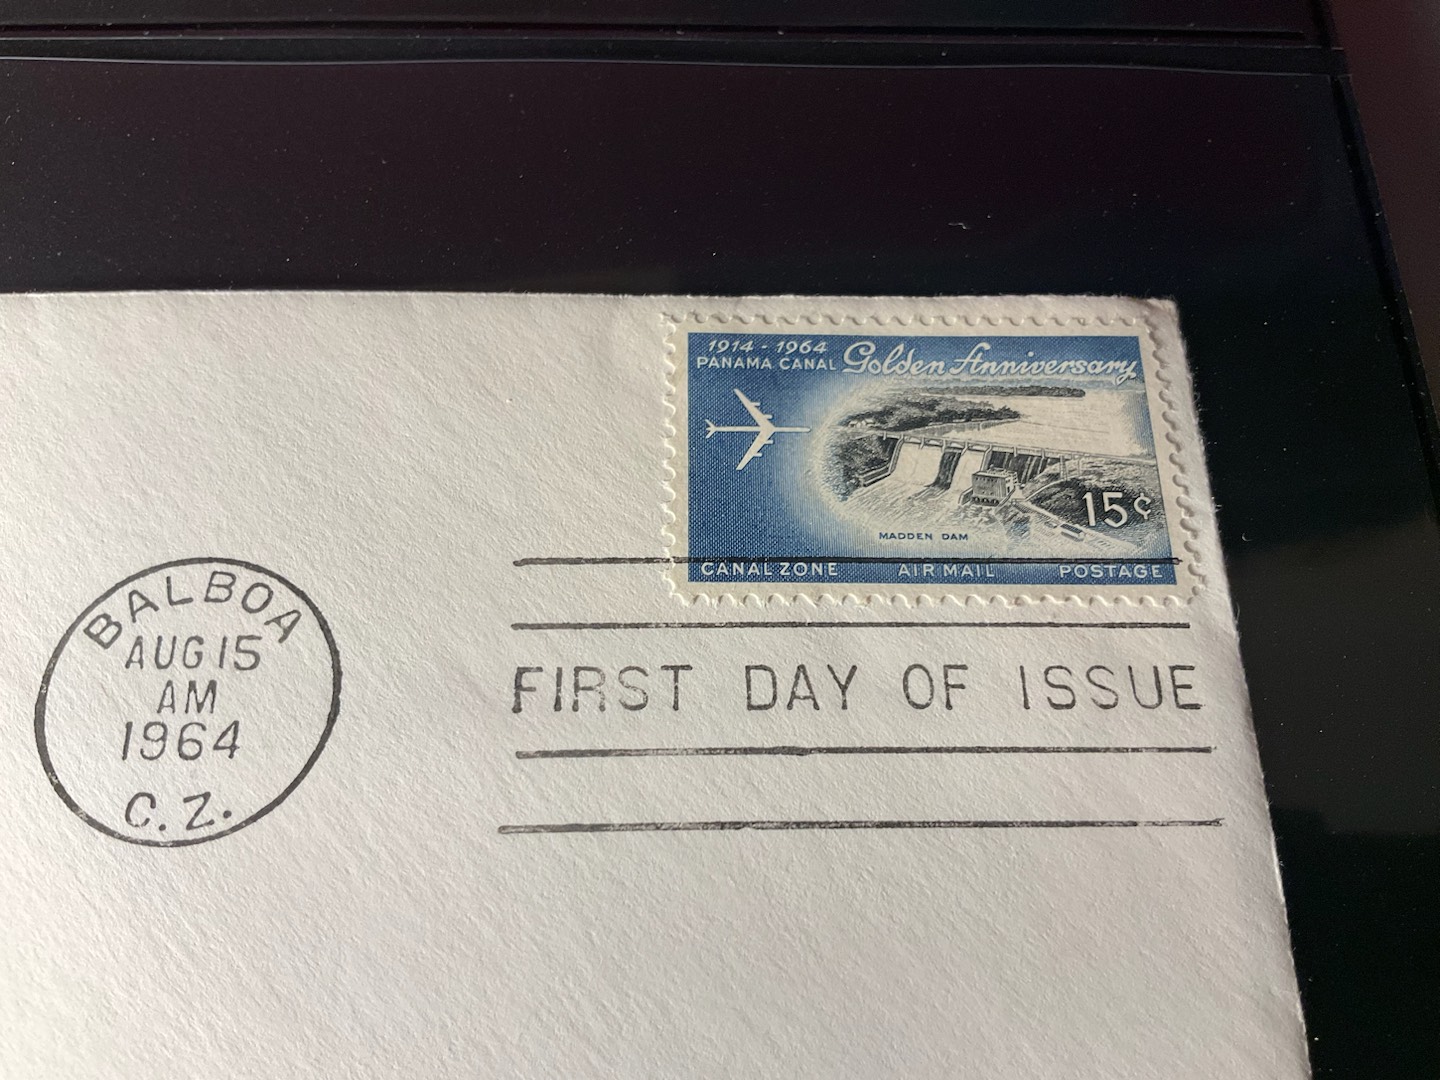 1914 - 1964
PANAMA CANAL Golden Anniversary
15¢
MADDEN DAM
CANAL ZONE AIR MAIL POSTAGE
BALBOA
AUG 15
AM
1964
C. Z.
FIRST DAY OF ISSUE